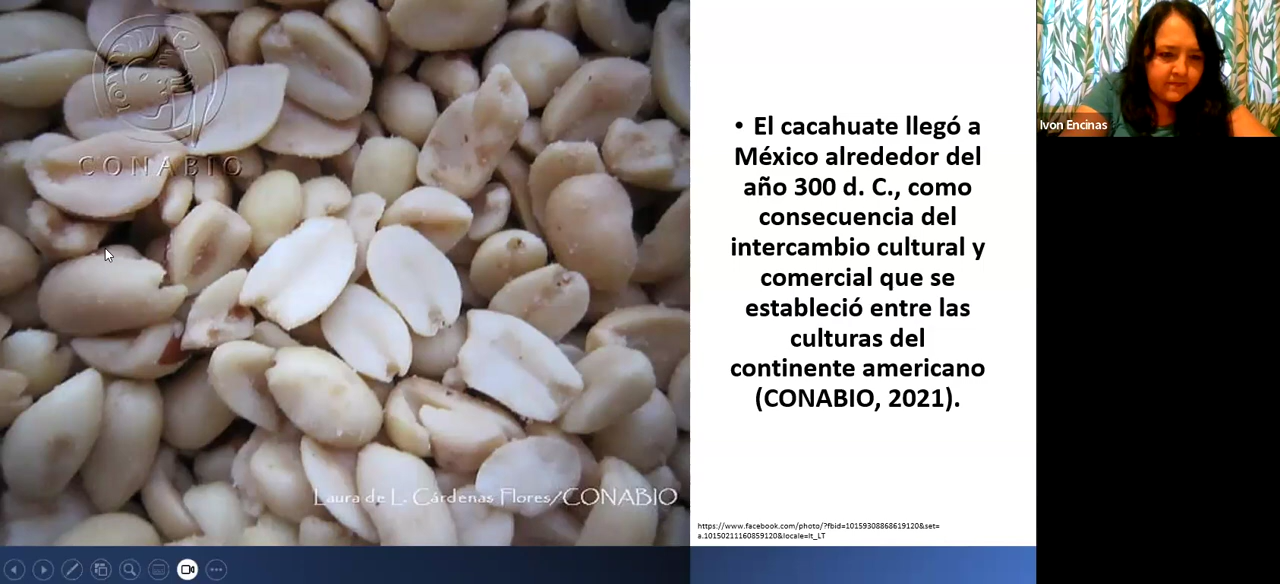 CONABIO
Laura de L. Cárdenas Flores/CONABIO
• El cacahuate llegó a
México alrededor del
año 300 d. C., como
consecuencia del
intercambio cultural y
comercial que se
estableció entre las
culturas del
continente americano
(CONABIO, 2021).
https://www.facebook.com/photo/?fbid=10159308868619120&set=
a.10150211160859120&locale=lt_LT
Ivon Encinas